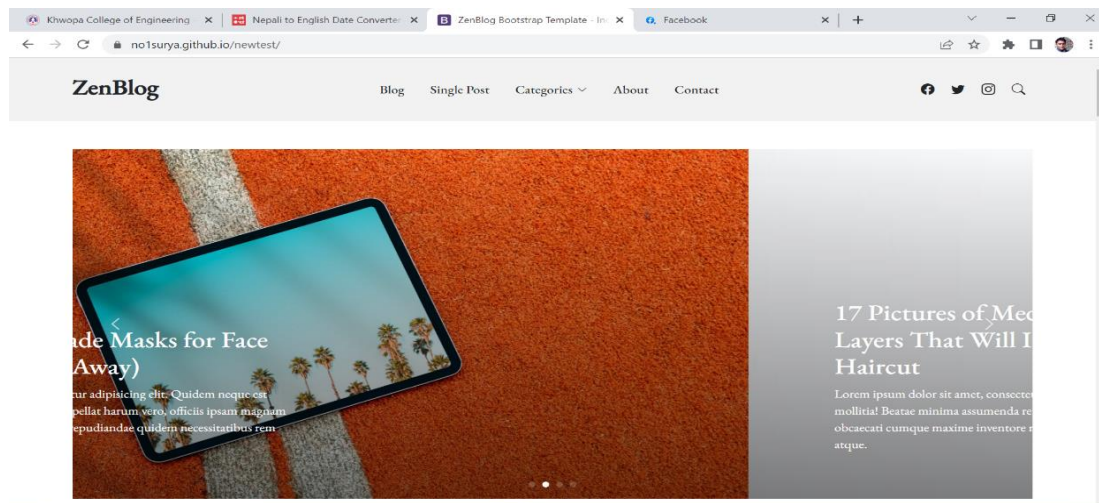 Khwopa College of Engineering
Nepali to English Date Converter
ZenBlog Bootstrap Template - In
Facebook
no1surya.github.io/newtest/
ZenBlog
Blog Single Post Categories About Contact
ade Masks for Face
Away)
ur adipisicing elit. Quidem neque est
pellat harum vero, officiis ipsam magnam
epudiandae quidem necessitatibus rem
17 Pictures of Med
Layers That Will I
Haircut
Lorem ipsum dolor sit amet, consectet
mollitia! Beatae minima assumenda re
obcaecati cumque maxime inventore
atque.